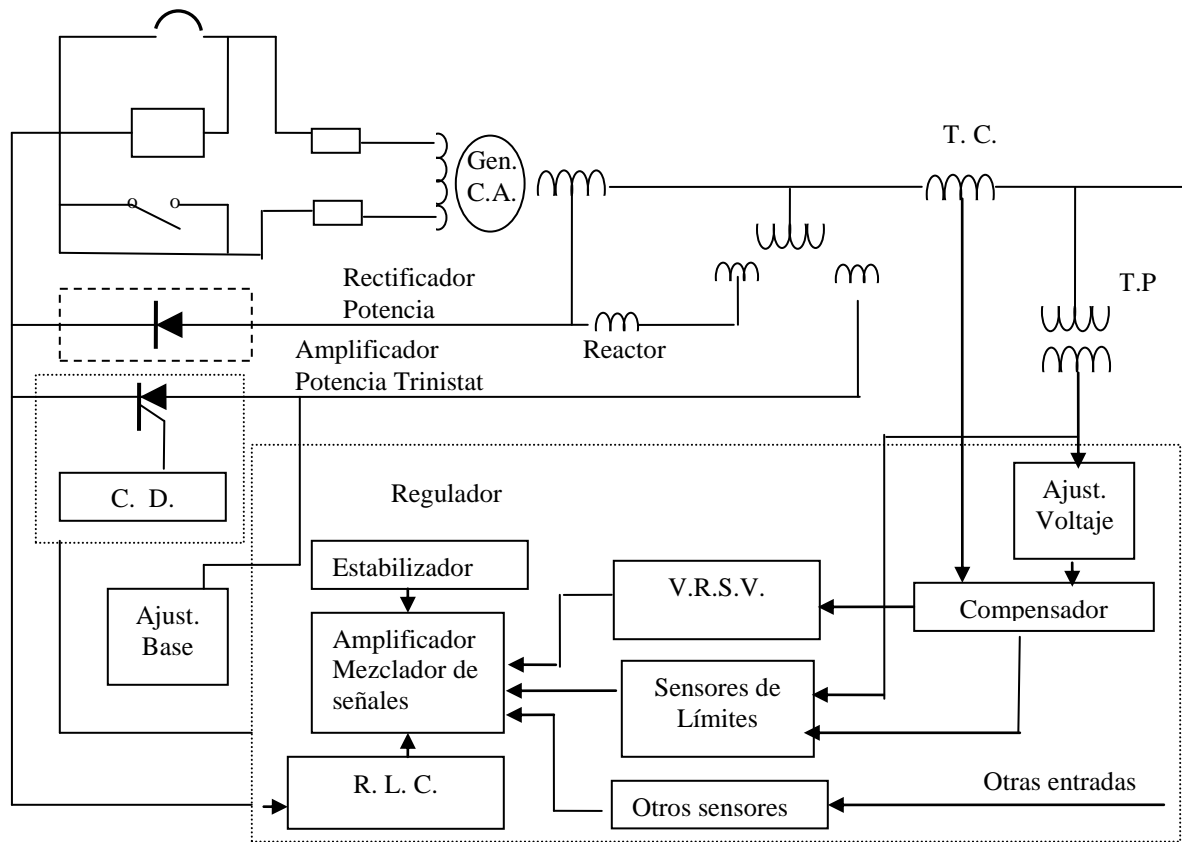 T. C.
Gen.
C.A.
T.P
Rectificador
Potencia
Reactor
Amplificador
Potencia Trinistat
C. D.
Regulador
Ajust.
Voltaje
Estabilizador
V.R.S.V.
Compensador
Ajust.
Base
Amplificador
Mezclador de
señales
Sensores de
Límites
R. L. C.
Otros sensores
Otras entradas